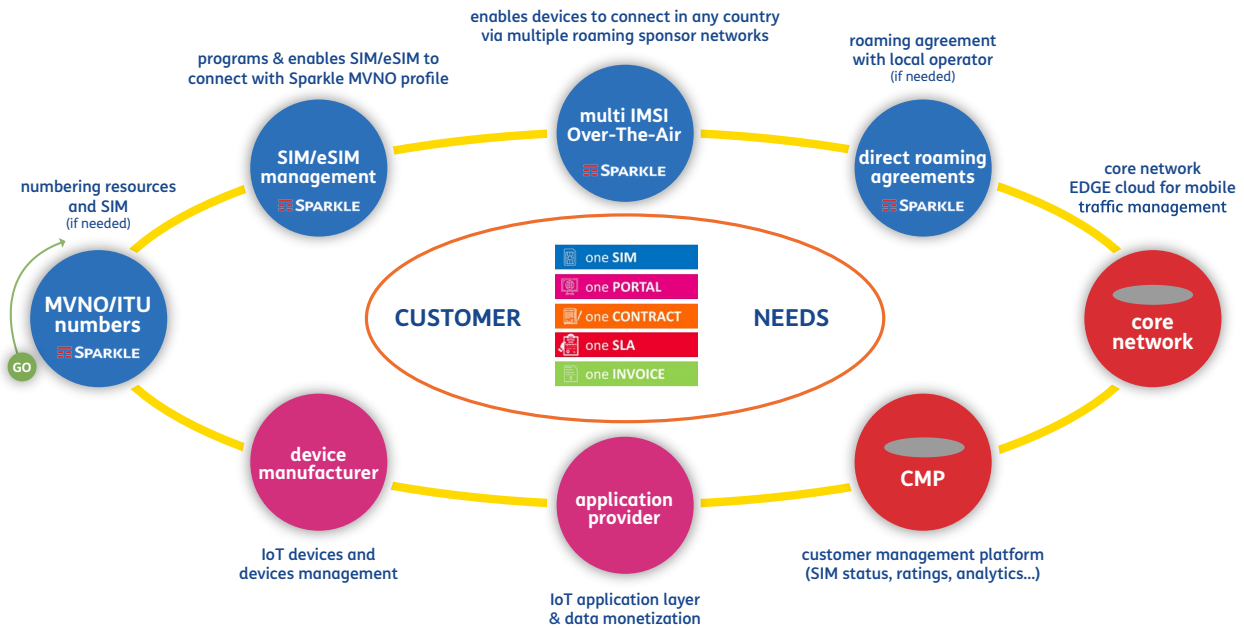 enables devices to connect in any country
via multiple roaming sponsor networks
programs & enables SIM/eSIM to
connect with Sparkle MVNO profile
roaming agreement
with local operator
(if needed)
multi IMSI
Over-The-Air
SPARKLE
SIM/eSIM
management
SPARKLE
direct roaming
agreements
SPARKLE
numbering resources
and SIM
(if needed)
core network
EDGE cloud for mobile
traffic management
GO
MVNO/ITU
numbers
SPARKLE
CUSTOMER
one SIM
one PORTAL
one CONTRACT
one SLA
one INVOICE
NEEDS
core
network
device
manufacturer
application
provider
CMP
IoT devices and
devices management
customer management platform
(SIM status, ratings, analytics...)
IoT application layer
& data monetization